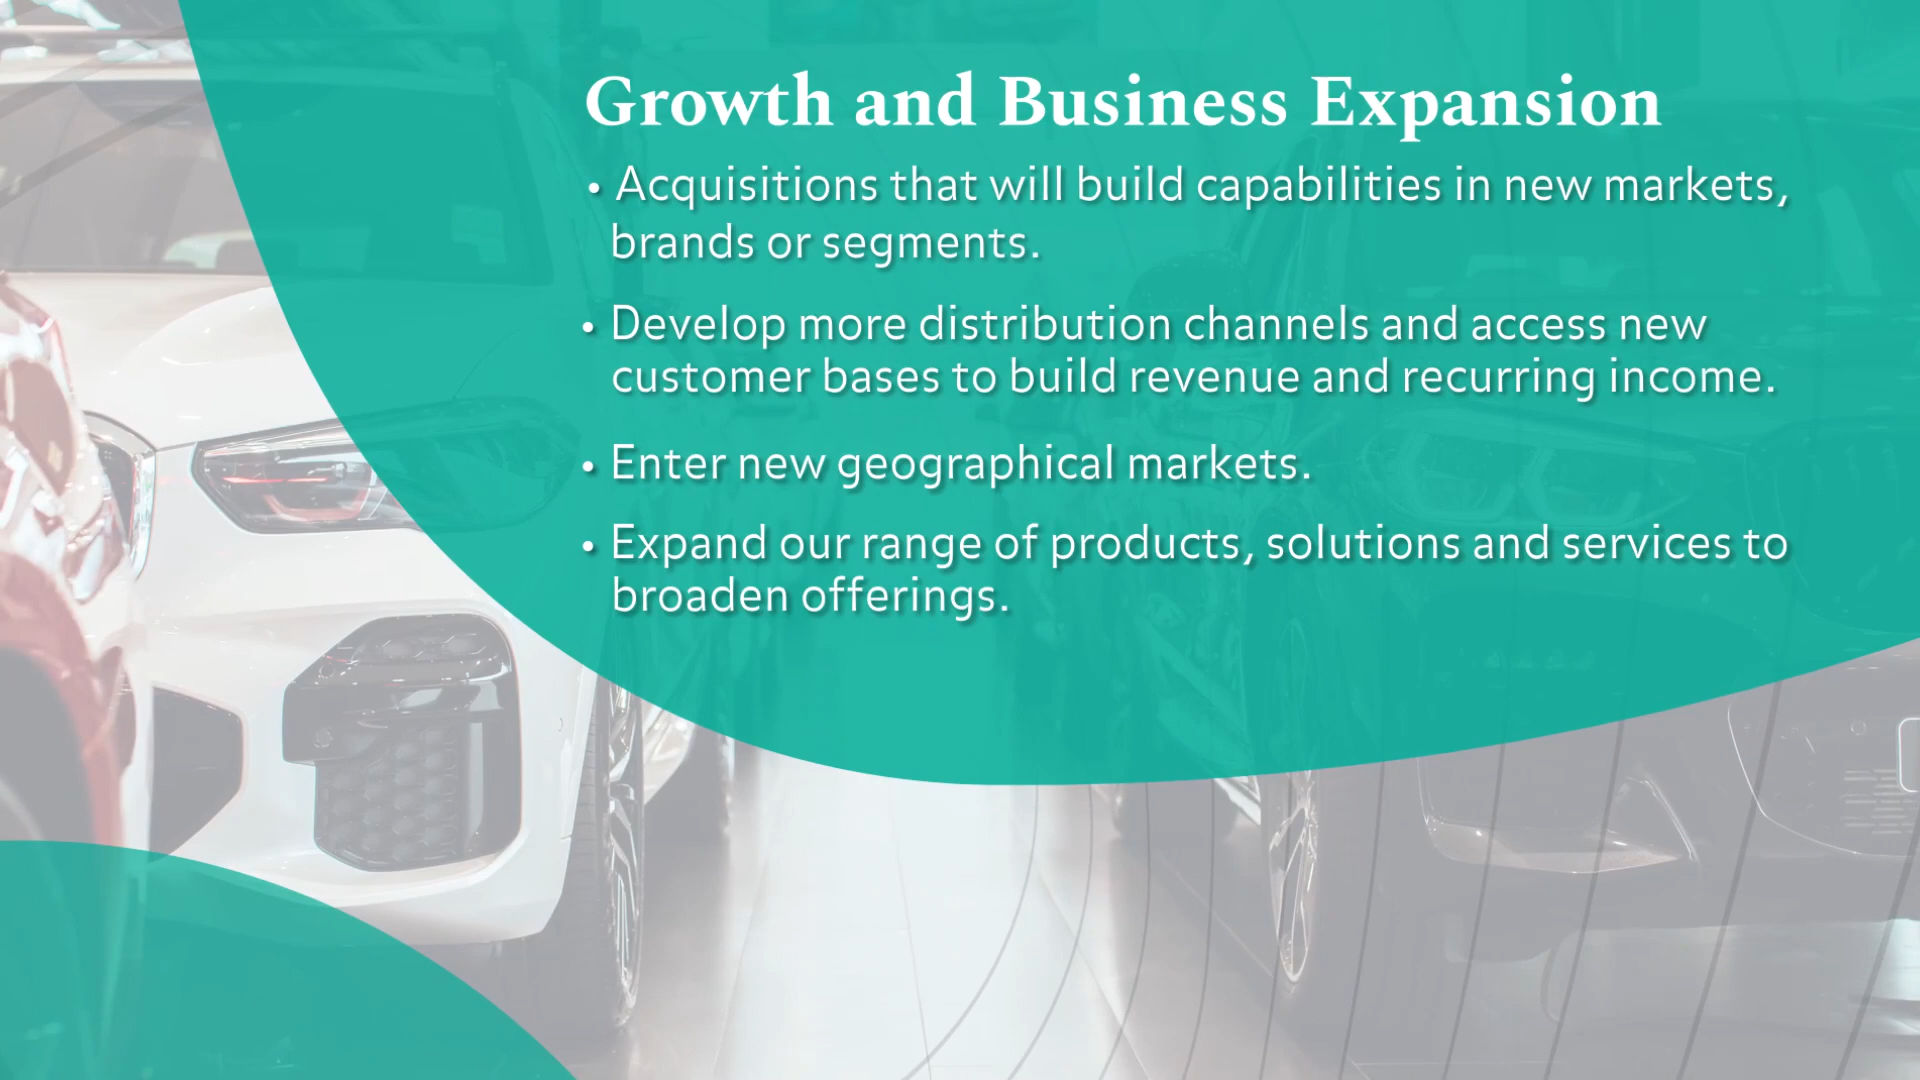 Growth and Business Expansion
• Acquisitions that will build capabilities in new markets,
brands or segments.
• Develop more distribution channels and access new
customer bases to build revenue and recurring income.
• Enter new geographical markets.
• Expand our range of products, solutions and services to
broaden offerings.